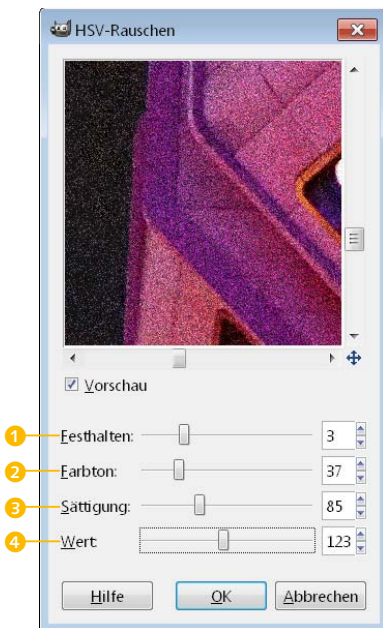 HSV-Rauschen
Vorschau
1 Festhalten: 3
2 Farbton: 37
3 Sättigung: 85
4 Wert: 123
Hilfe OK Abbrechen